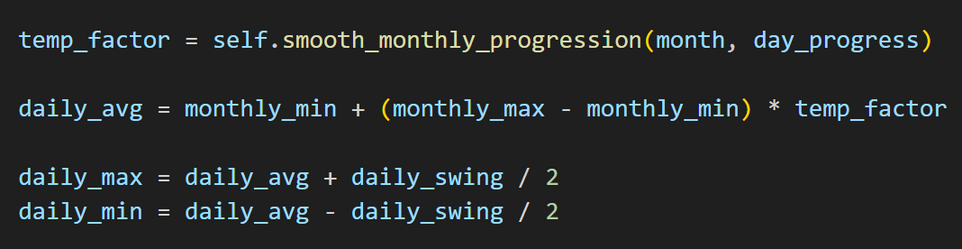 temp_factor = self.smooth_monthly_progression(month, day_progress)
daily_avg = monthly_min + (monthly_max - monthly_min) * temp_factor
daily_max = daily_avg + daily_swing / 2
daily_min = daily_avg - daily_swing / 2